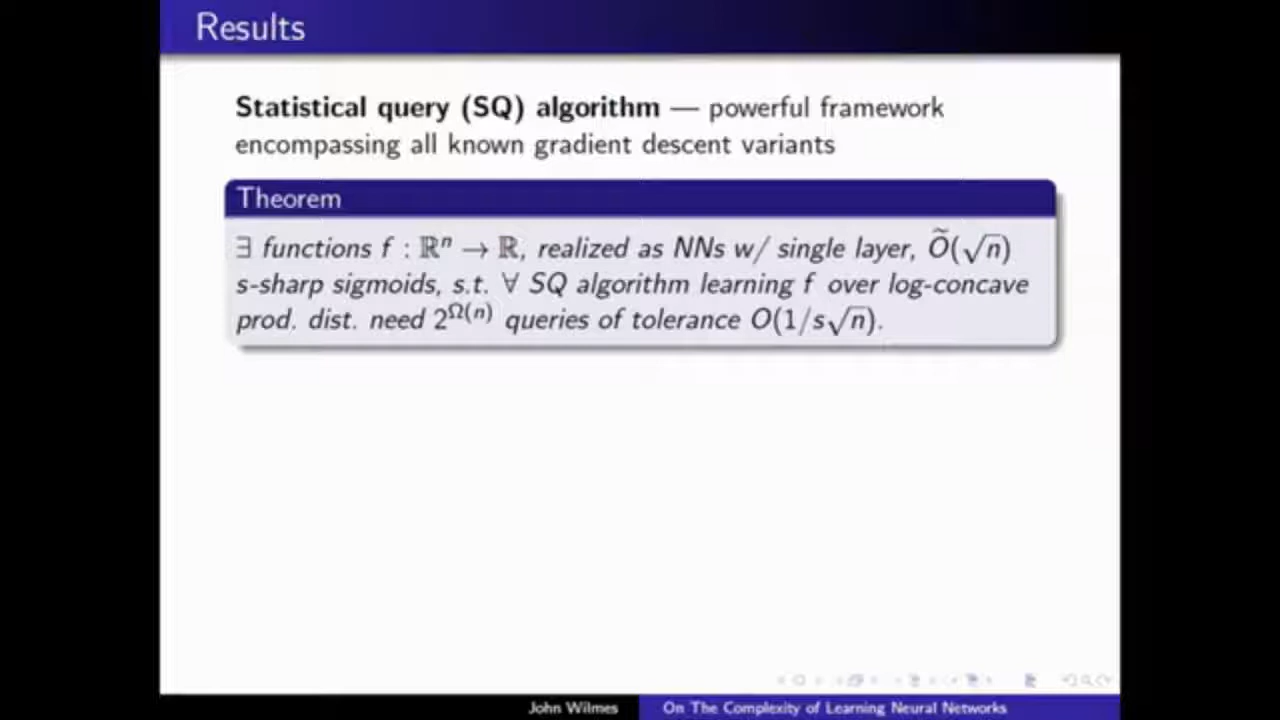 Results
Statistical query (SQ) algorithm — powerful framework
encompassing all known gradient descent variants
Theorem
∃ functions f : ℝⁿ → ℝ, realized as NNs w/ single layer, Õ(√n)
s-sharp sigmoids, s.t. ∀ SQ algorithm learning f over log-concave
prod. dist. need 2^Ω(n) queries of tolerance O(1/s√n).
John Wilmes
On The Complexity of Learning Neural Networks